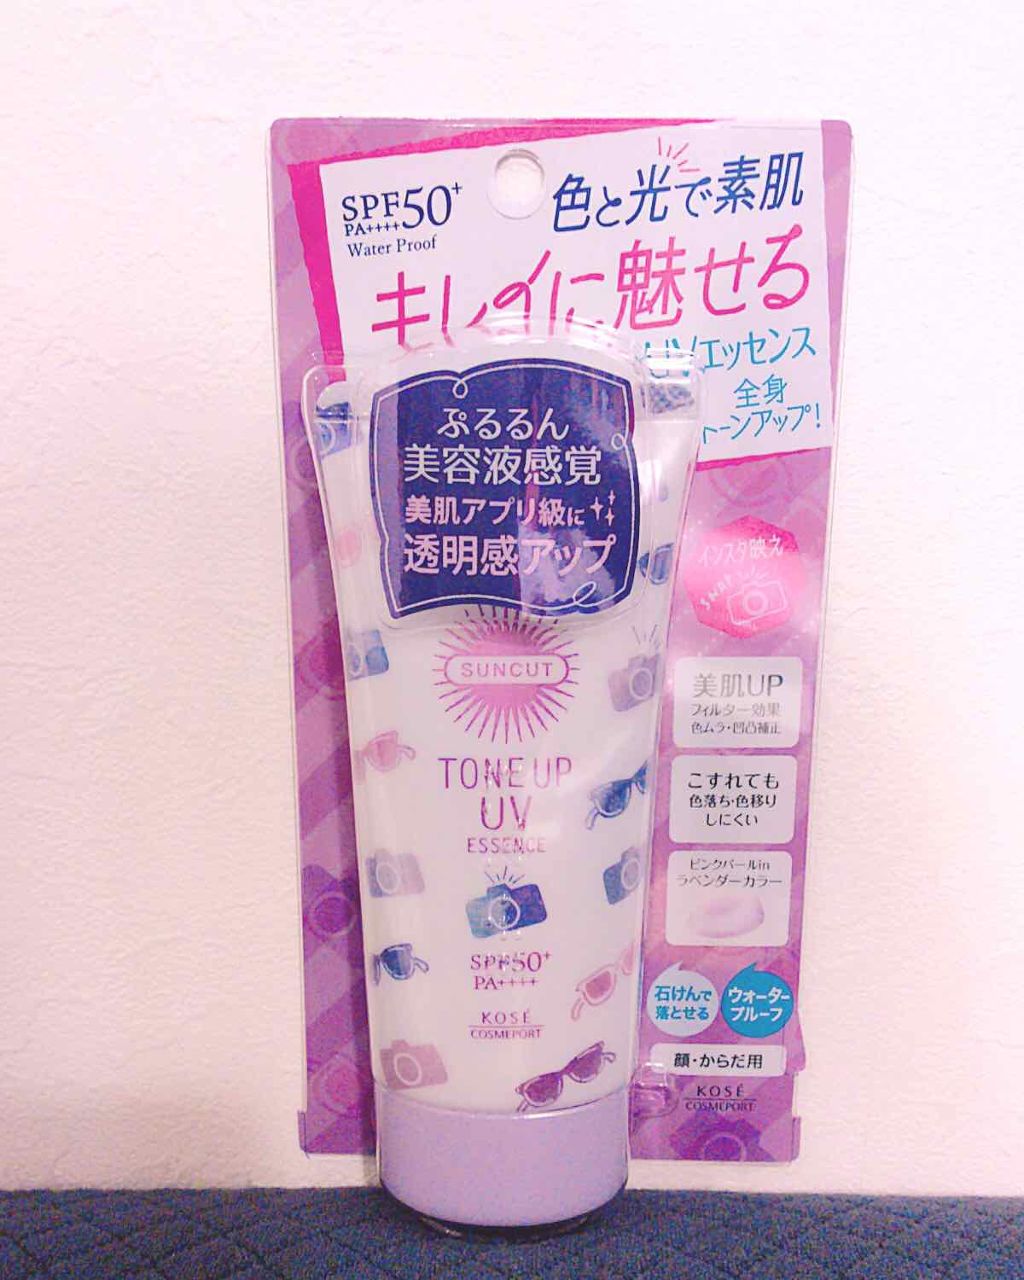 SPF50+
PA++++
Water Proof
色と光で素肌
キレイに魅せる
UVエッセンス
全身
トーンアップ!
ぷるるん
美容液感覚
美肌アプリ級に
透明感アップ
インスタ映え
SNAP
SUNCUT
TONE UP
UV
ESSENCE
SPF50+
PA++++
KOSÉ
COSMEPORT
美肌UP
フィルター効果
色ムラ・凹凸補正
こすれても
色落ち・色移り
しにくい
ピンクパールin
ラベンダーカラー
石けんで
落とせる
ウォーター
プルーフ
顔・からだ用
KOSÉ
COSMEPORT